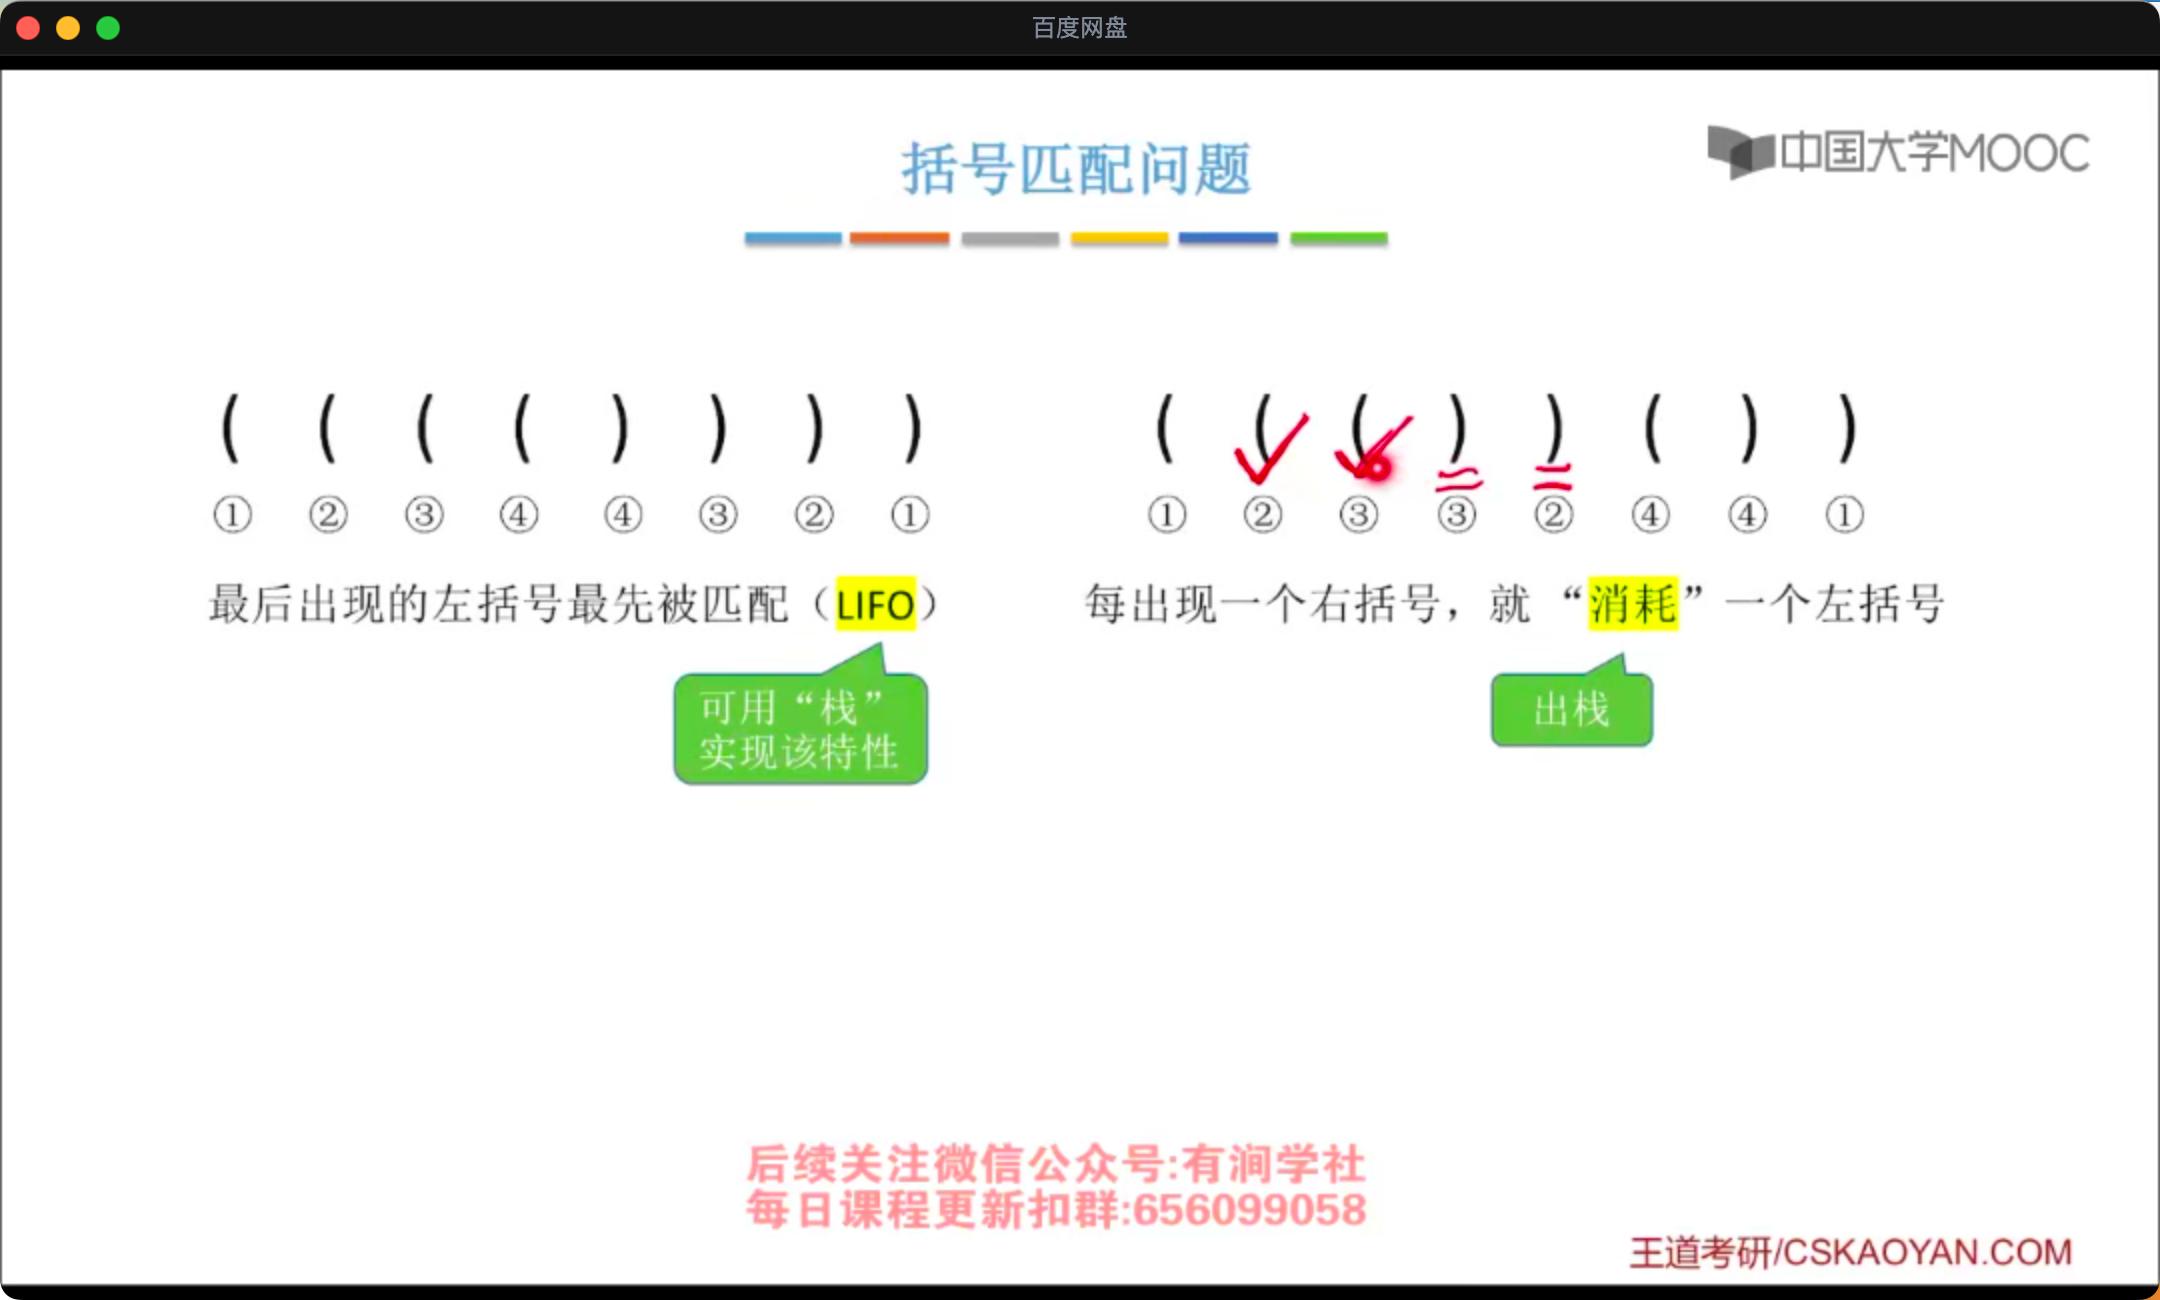 百度网盘
括号匹配问题
中国大学MOOC
( ( ( ( ) ) ) )
① ② ③ ④ ④ ③ ② ①
最后出现的左括号最先被匹配（LIFO）
可用“栈”
实现该特性
( ( ( ) ) ( ) )
① ② ③ ③ ② ④ ④ ①
每出现一个右括号，就“消耗”一个左括号
出栈
后续关注微信公众号:有涧学社
每日课程更新扣群:656099058
王道考研/CSKAOYAN.COM